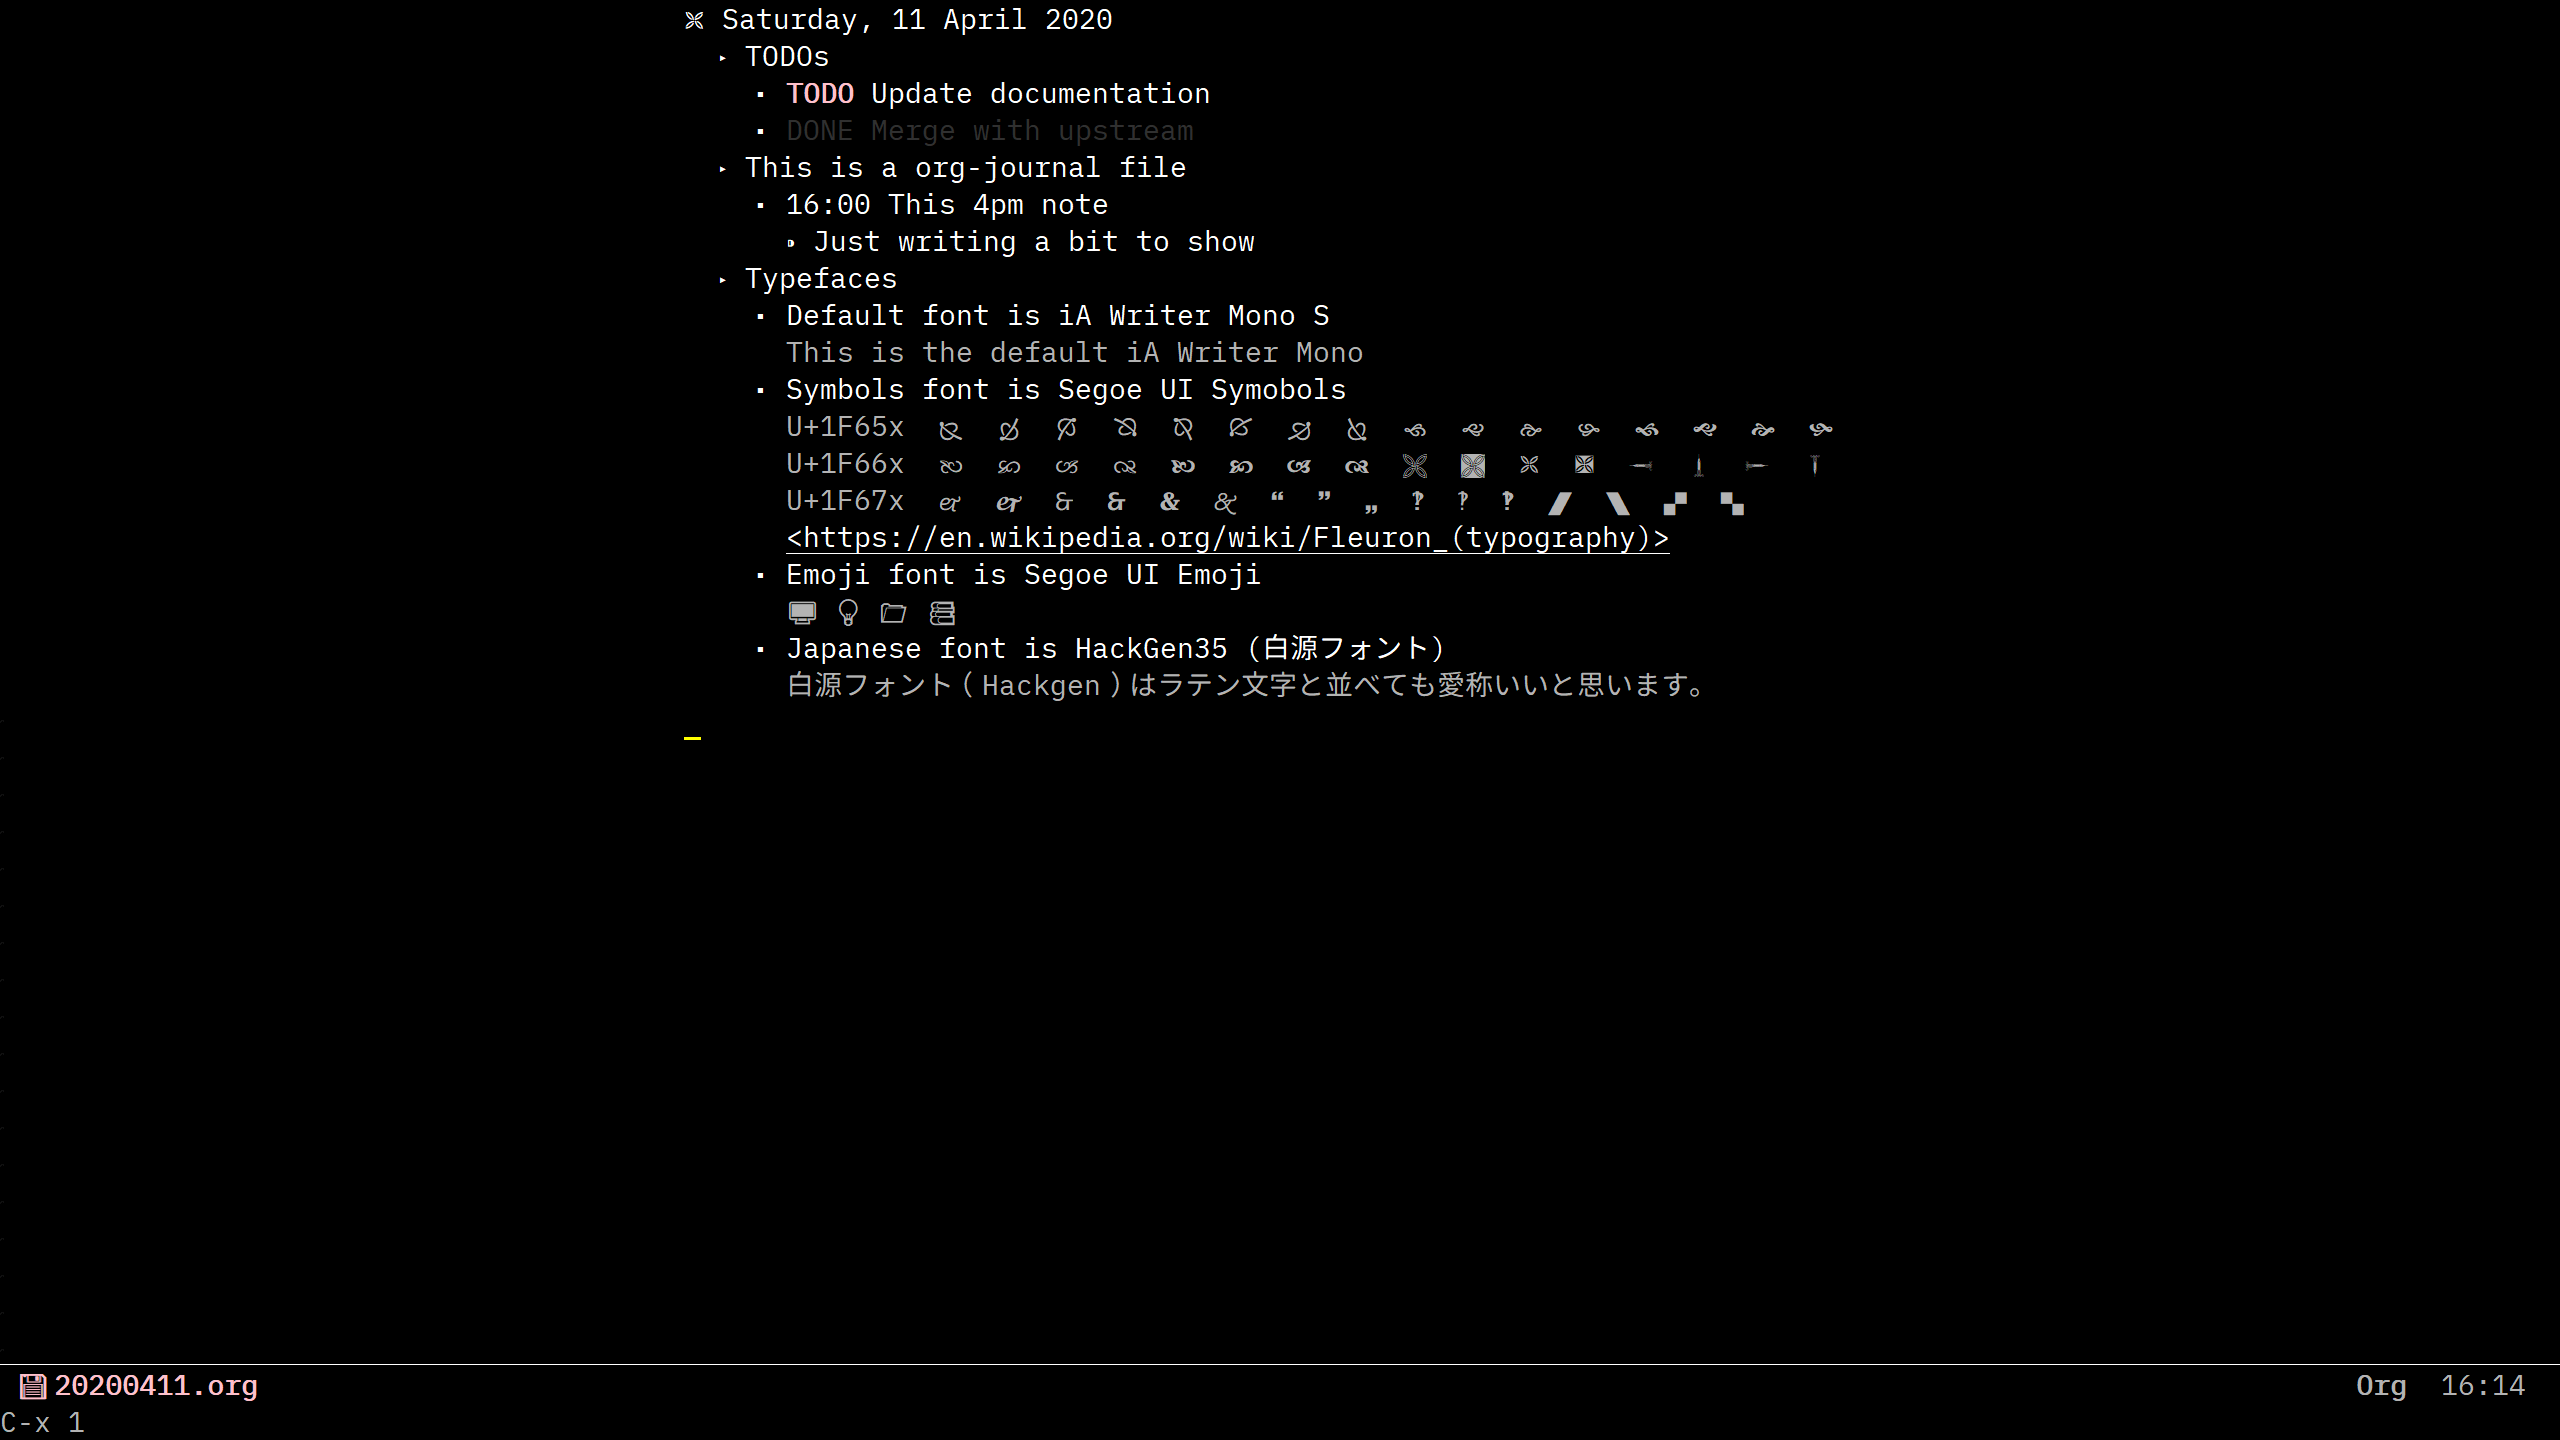 🞻 Saturday, 11 April 2020
‣ TODOs
▪ TODO Update documentation
▪ DONE Merge with upstream
‣ This is a org-journal file
▪ 16:00 This 4pm note
Just writing a bit to show
‣ Typefaces
▪ Default font is iA Writer Mono S
This is the default iA Writer Mono
▪ Symbols font is Segoe UI Symobols
U+1F65x 🙐 🙑 🙒 🙓 🙔 🙕 🙖 🙗 🙘 🙙 🙚 🙛 🙜 🙝 🙞 🙟
U+1F66x 🙠 🙡 🙢 🙣 🙤 🙥 🙦 🙧 🙨 🙩 🙪 🙫 🙬 🙭 🙮 🙯
U+1F67x 🙰 🙱 🙲 🙳 🙴 🙵 🙶 🙷 🙸 🙹 🙺 🙻 🙼 🙽 🙾 🙿
<https://en.wikipedia.org/wiki/Fleuron_(typography)>
▪ Emoji font is Segoe UI Emoji
🖥 💡 📂 📚
▪ Japanese font is HackGen35 (白源フォント)
白源フォント（Hackgen）はラテン文字と並べても愛称いいと思います。
20200411.org
Org 16:14
C-x 1